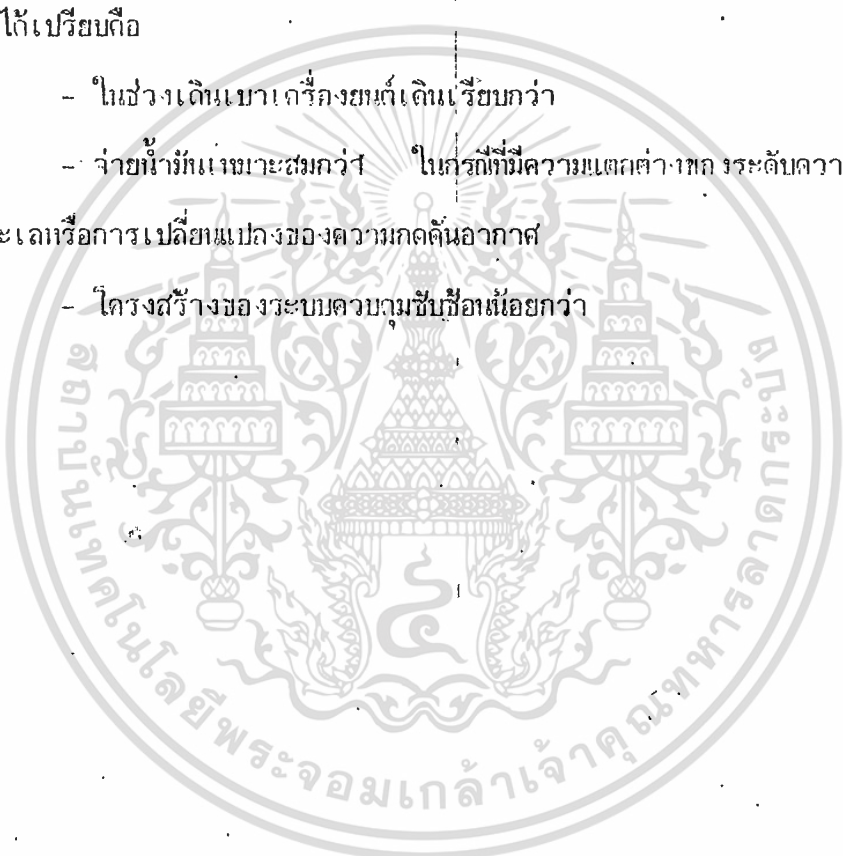 ได้เปรียบคือ
- ในช่วงเดินเบาเครื่องยนต์เดินเรียบกว่า
- จ่ายน้ำมันเหมาะสมกว่า ในกรณีที่มีความแตกต่างของระดับควา
ะเลหรือการเปลี่ยนแปลงของความกดดันอากาศ
- โครงสร้างของระบบควบคุมซับซ้อนน้อยกว่า
สถาบันเทคโนโลยีพระจอมเกล้าเจ้าคุณทหารลาดกระบัง